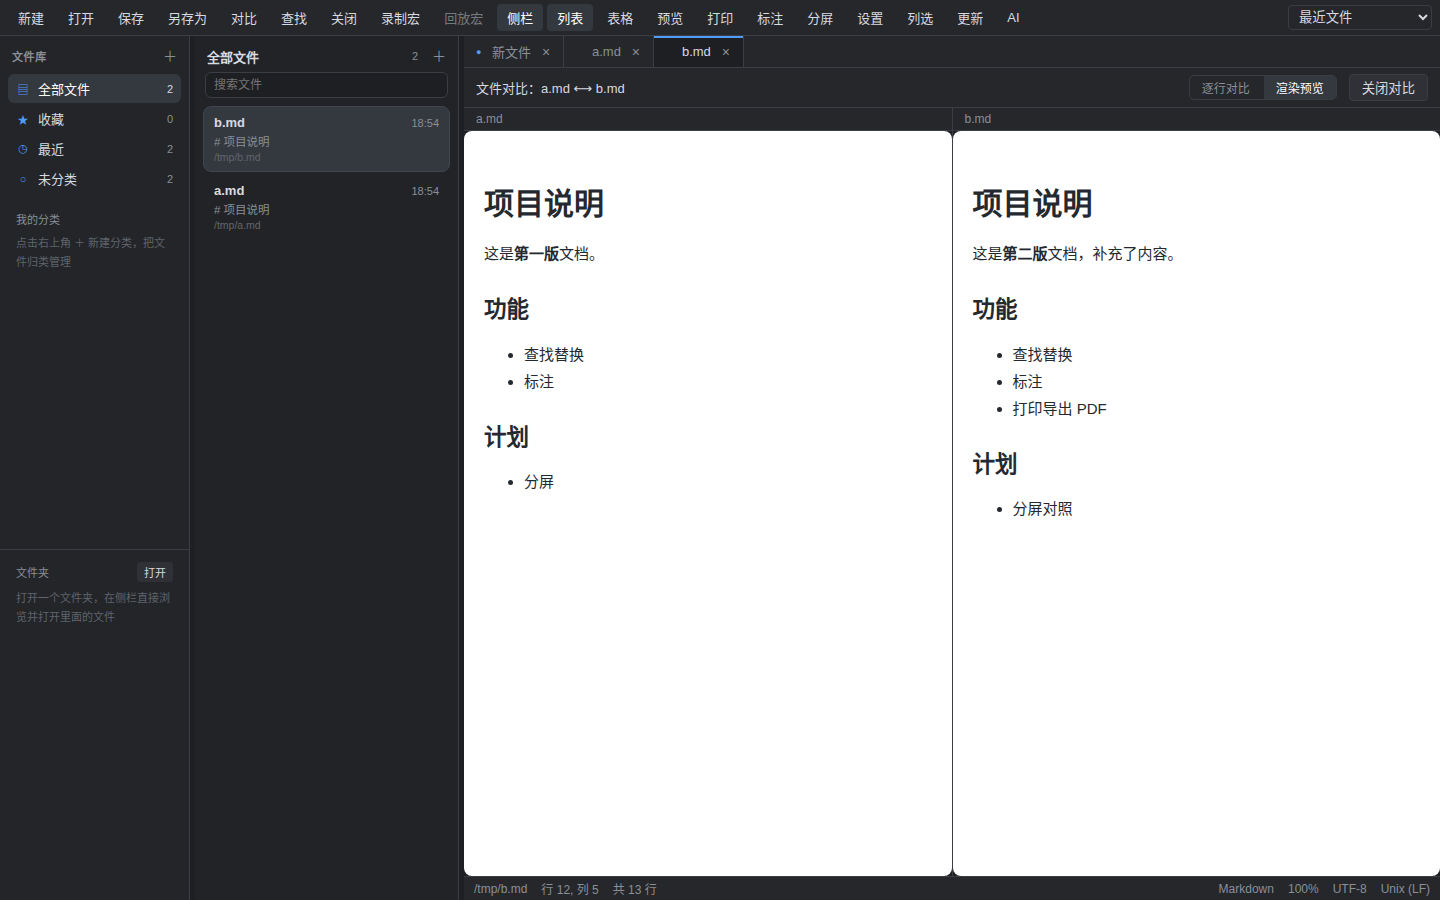 新建 打开 保存 另存为 对比 查找 关闭 录制宏 回放宏 侧栏 列表 表格 预览 打印 标注 分屏 设置 列选 更新 AI 最近文件
文件库 ＋
全部文件 2
收藏 0
最近 2
未分类 2
我的分类
点击右上角 ＋ 新建分类，把文
件归类管理
文件夹 打开
打开一个文件夹，在侧栏直接浏
览并打开里面的文件
全部文件 2 ＋
搜索文件
b.md 18:54
# 项目说明
/tmp/b.md
a.md 18:54
# 项目说明
/tmp/a.md
● 新文件 × a.md × b.md ×
文件对比：a.md ⟷ b.md 逐行对比 渲染预览 关闭对比
a.md
项目说明
这是第一版文档。
功能
• 查找替换
• 标注
计划
• 分屏
b.md
项目说明
这是第二版文档，补充了内容。
功能
• 查找替换
• 标注
• 打印导出 PDF
计划
• 分屏对照
/tmp/b.md 行 12, 列 5 共 13 行 Markdown 100% UTF-8 Unix (LF)